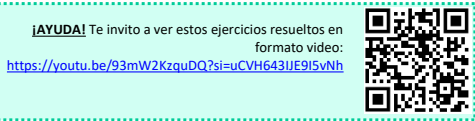 ¡AYUDA! Te invito a ver estos ejercicios resueltos en
formato video:
https://youtu.be/93mW2KzquDQ?si=uCVH643IJE9I5vNh